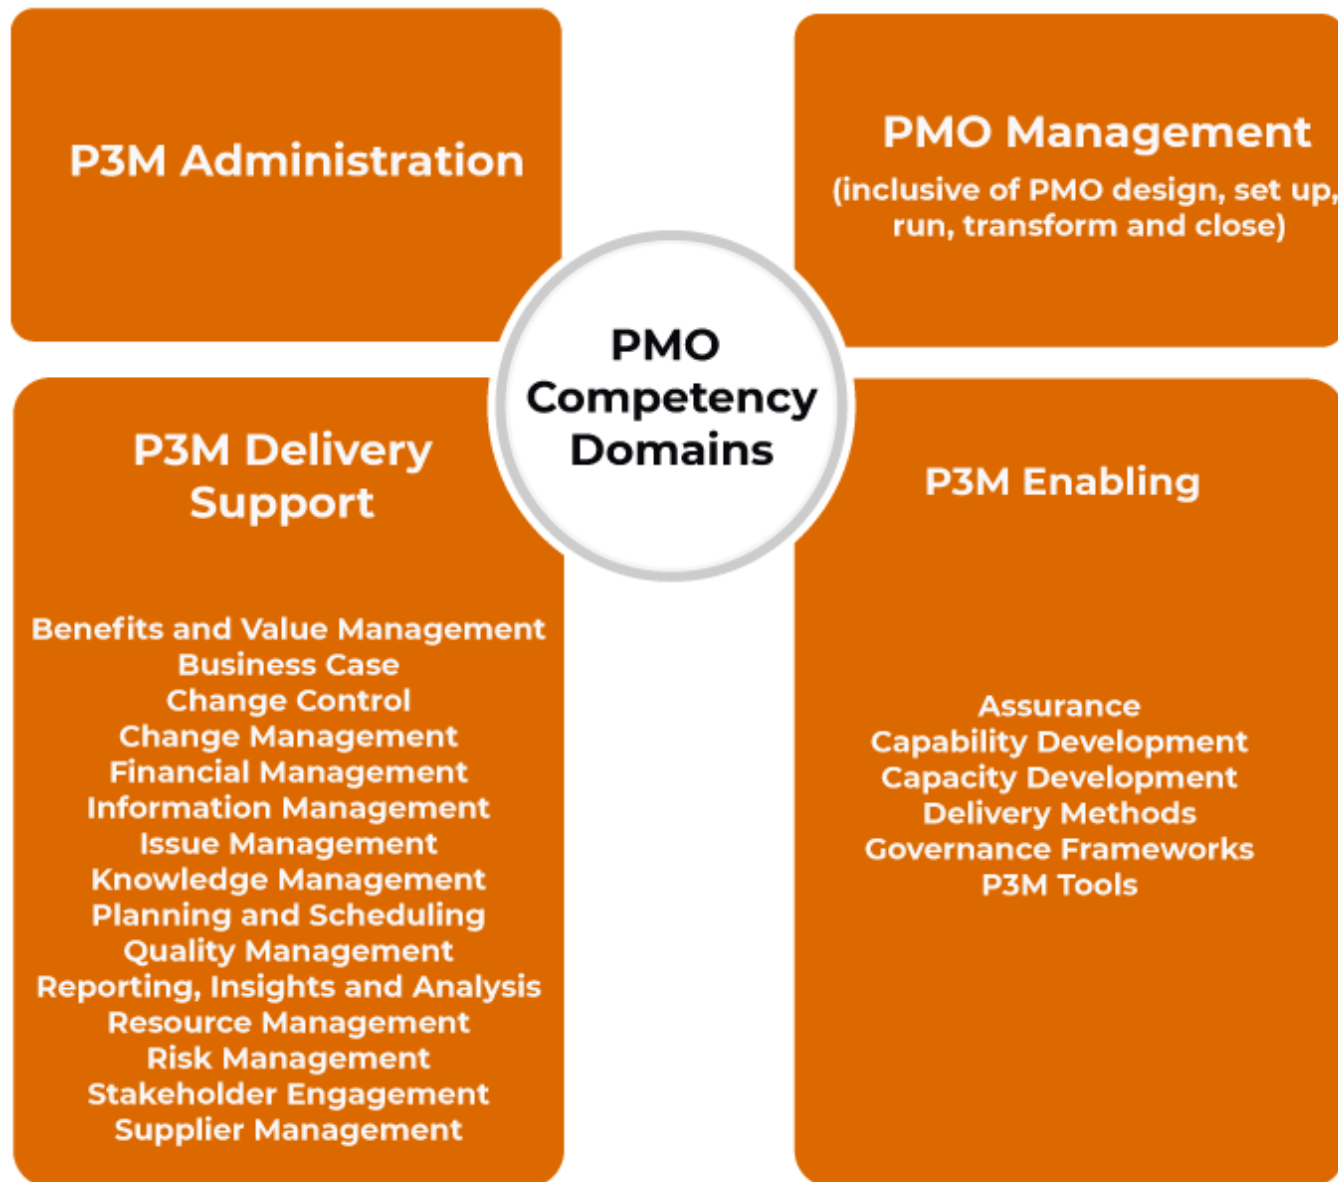 P3M Administration
PMO Management
(inclusive of PMO design, set up,
run, transform and close)
PMO
Competency
Domains
P3M Delivery
Support
Benefits and Value Management
Business Case
Change Control
Change Management
Financial Management
Information Management
Issue Management
Knowledge Management
Planning and Scheduling
Quality Management
Reporting, Insights and Analysis
Resource Management
Risk Management
Stakeholder Engagement
Supplier Management
P3M Enabling
Assurance
Capability Development
Capacity Development
Delivery Methods
Governance Frameworks
P3M Tools